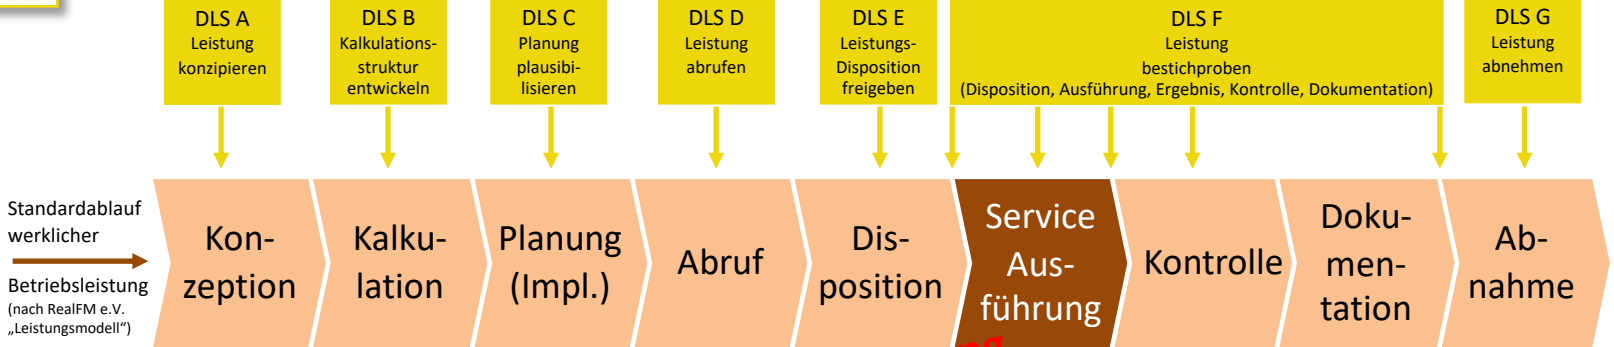 DLS A
Leistung
konzipieren
DLS B
Kalkulations-
struktur
entwickeln
DLS C
Planung
plausibi-
lisieren
DLS D
Leistung
abrufen
DLS E
Leistungs-
Disposition
freigeben
DLS F
Leistung
bestichproben
(Disposition, Ausführung, Ergebnis, Kontrolle, Dokumentation)
DLS G
Leistung
abnehmen
Standardablauf
werklicher
Betriebsleistung
(nach RealFM e.V.
„Leistungsmodell“)
Kon-
zeption
Kalku-
lation
Planung
(Impl.)
Abruf
Dis-
position
Service
Aus-
führung
Kontrolle
Doku-
men-
tation
Ab-
nahme